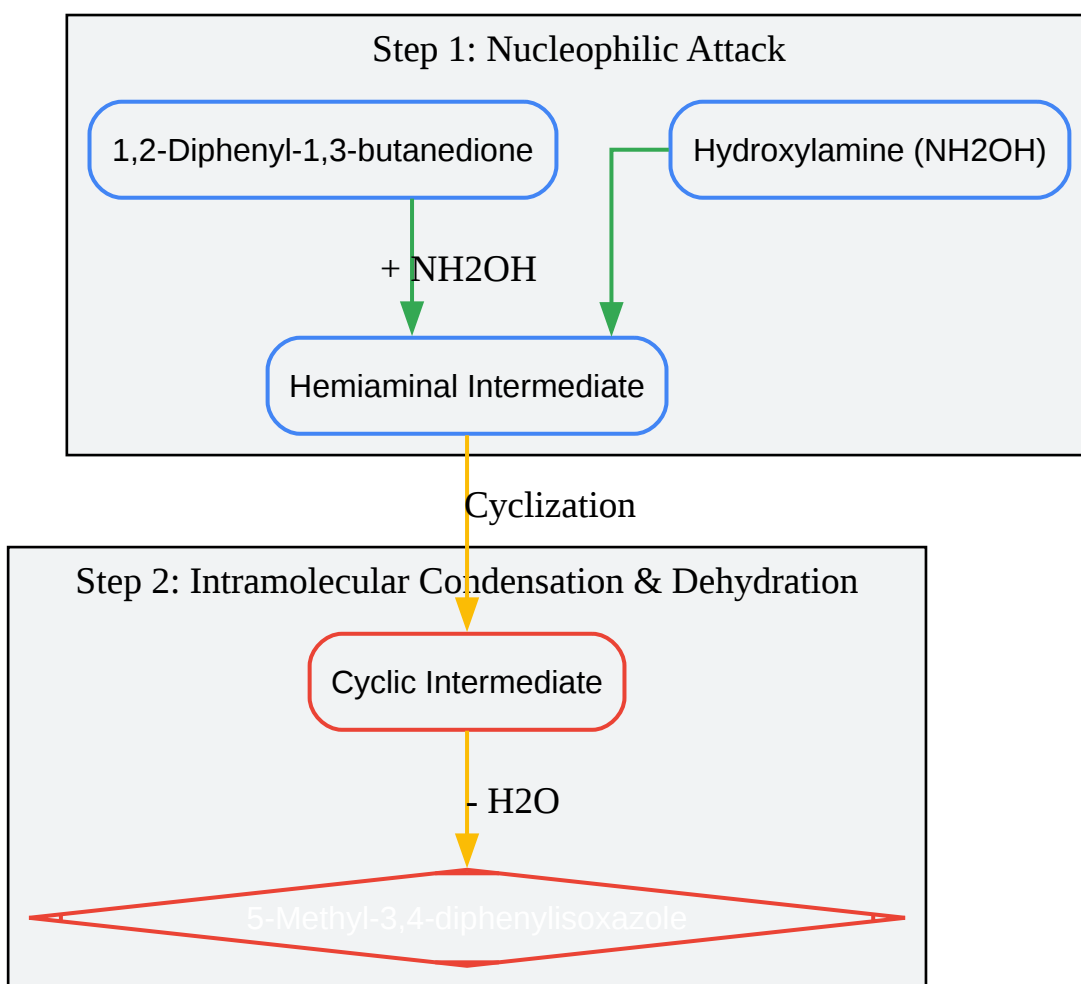 Step 1: Nucleophilic Attack
1,2-Diphenyl-1,3-butanedione
Hydroxylamine (NH2OH)
+ NH2OH
Hemiaminal Intermediate
Cyclization
Step 2: Intramolecular Condensation & Dehydration
Cyclic Intermediate
- H2O
5-Methyl-3,4-diphenylisoxazole